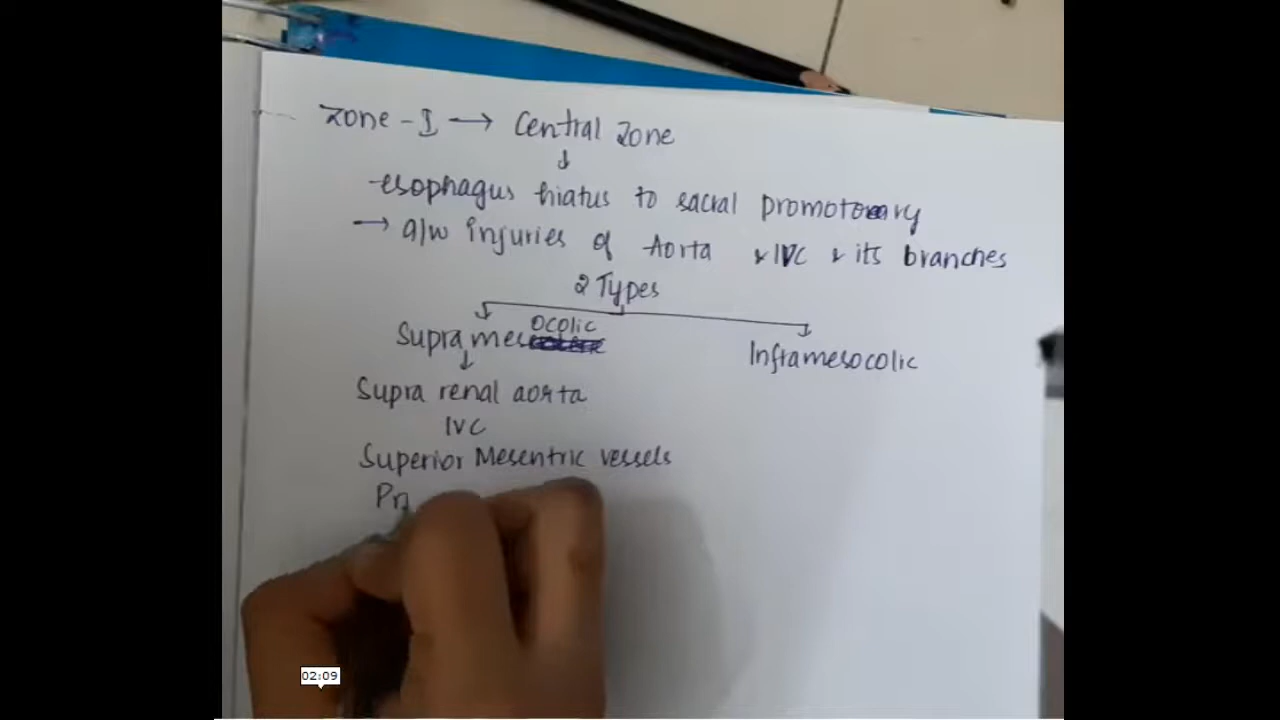 Zone - I → Central Zone
↓
esophagus hiatus to sacral promotoeary
→ a/w injuries of Aorta & IVC & its branches
2 Types
Supra mesocolic
Inframesocolic
↓
Supra renal aorta
IVC
Superior Mesentric vessels
02:09